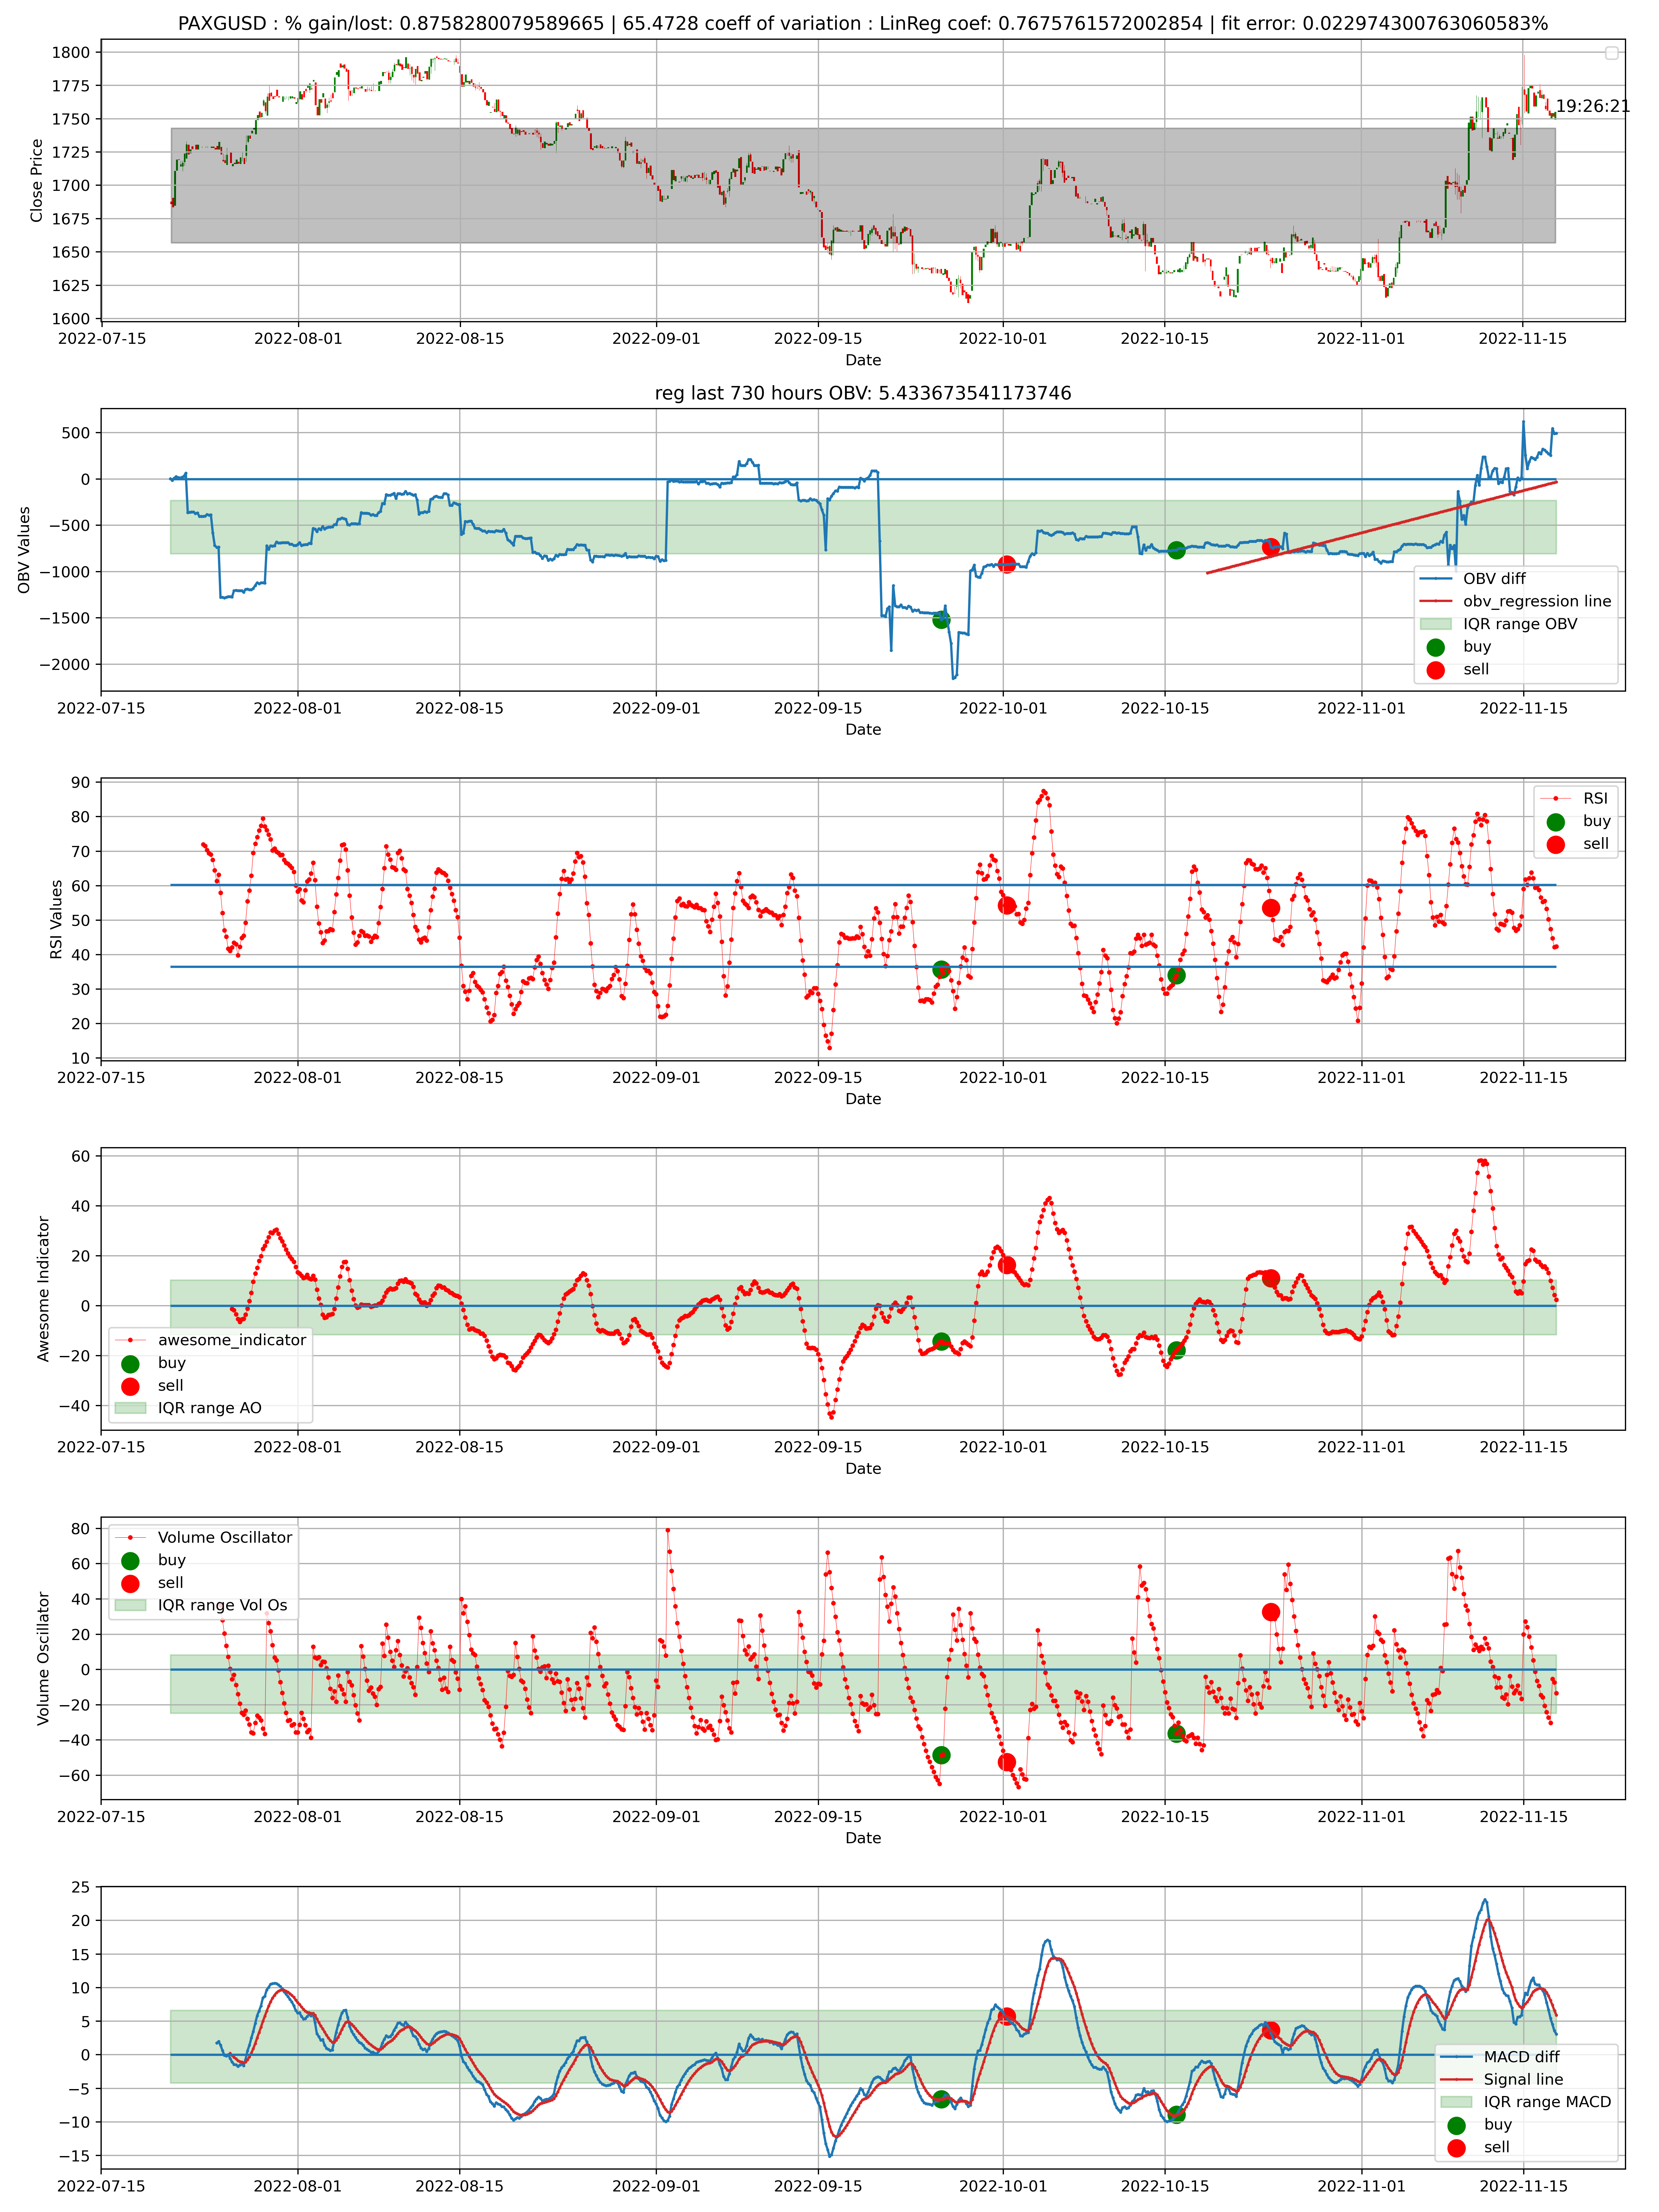 PAXGUSD : % gain/lost: 0.8758280079589665 | 65.4728 coeff of variation : LinReg coef: 0.7675761572002854 | fit error: 0.022974300763060583%
1800
1775
1750
1725
1700
1675
1650
1625
1600
Close Price
19:26:21
2022-07-15 2022-08-01 2022-08-15 2022-09-01 2022-09-15 2022-10-01 2022-10-15 2022-11-01 2022-11-15
Date
reg last 730 hours OBV: 5.433673541173746
500
0
−500
−1000
−1500
−2000
OBV Values
OBV diff
obv_regression line
IQR range OBV
buy
sell
2022-07-15 2022-08-01 2022-08-15 2022-09-01 2022-09-15 2022-10-01 2022-10-15 2022-11-01 2022-11-15
Date
90
80
70
60
50
40
30
20
10
RSI Values
RSI
buy
sell
2022-07-15 2022-08-01 2022-08-15 2022-09-01 2022-09-15 2022-10-01 2022-10-15 2022-11-01 2022-11-15
Date
60
40
20
0
−20
−40
Awesome Indicator
awesome_indicator
buy
sell
IQR range AO
2022-07-15 2022-08-01 2022-08-15 2022-09-01 2022-09-15 2022-10-01 2022-10-15 2022-11-01 2022-11-15
Date
80
60
40
20
0
−20
−40
−60
Volume Oscillator
Volume Oscillator
buy
sell
IQR range Vol Os
2022-07-15 2022-08-01 2022-08-15 2022-09-01 2022-09-15 2022-10-01 2022-10-15 2022-11-01 2022-11-15
Date
25
20
15
10
5
0
−5
−10
−15
MACD diff
Signal line
IQR range MACD
buy
sell
2022-07-15 2022-08-01 2022-08-15 2022-09-01 2022-09-15 2022-10-01 2022-10-15 2022-11-01 2022-11-15